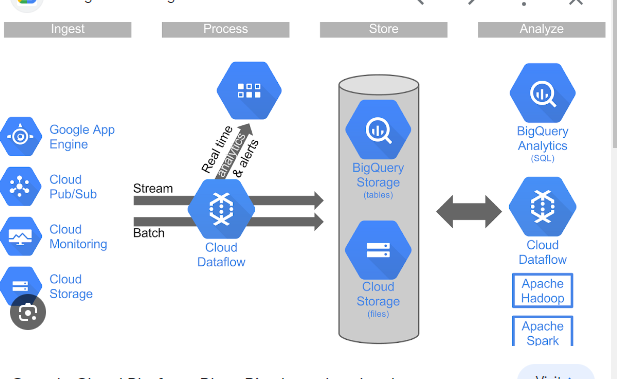 Ingest
Process
Store
Analyze
Google App
Engine
Cloud
Pub/Sub
Cloud
Monitoring
Cloud
Storage
Real time
analytics
& alerts
Stream
Batch
Cloud
Dataflow
BigQuery
Storage
(tables)
Cloud
Storage
(files)
BigQuery
Analytics
(SQL)
Cloud
Dataflow
Apache
Hadoop
Apache
Spark